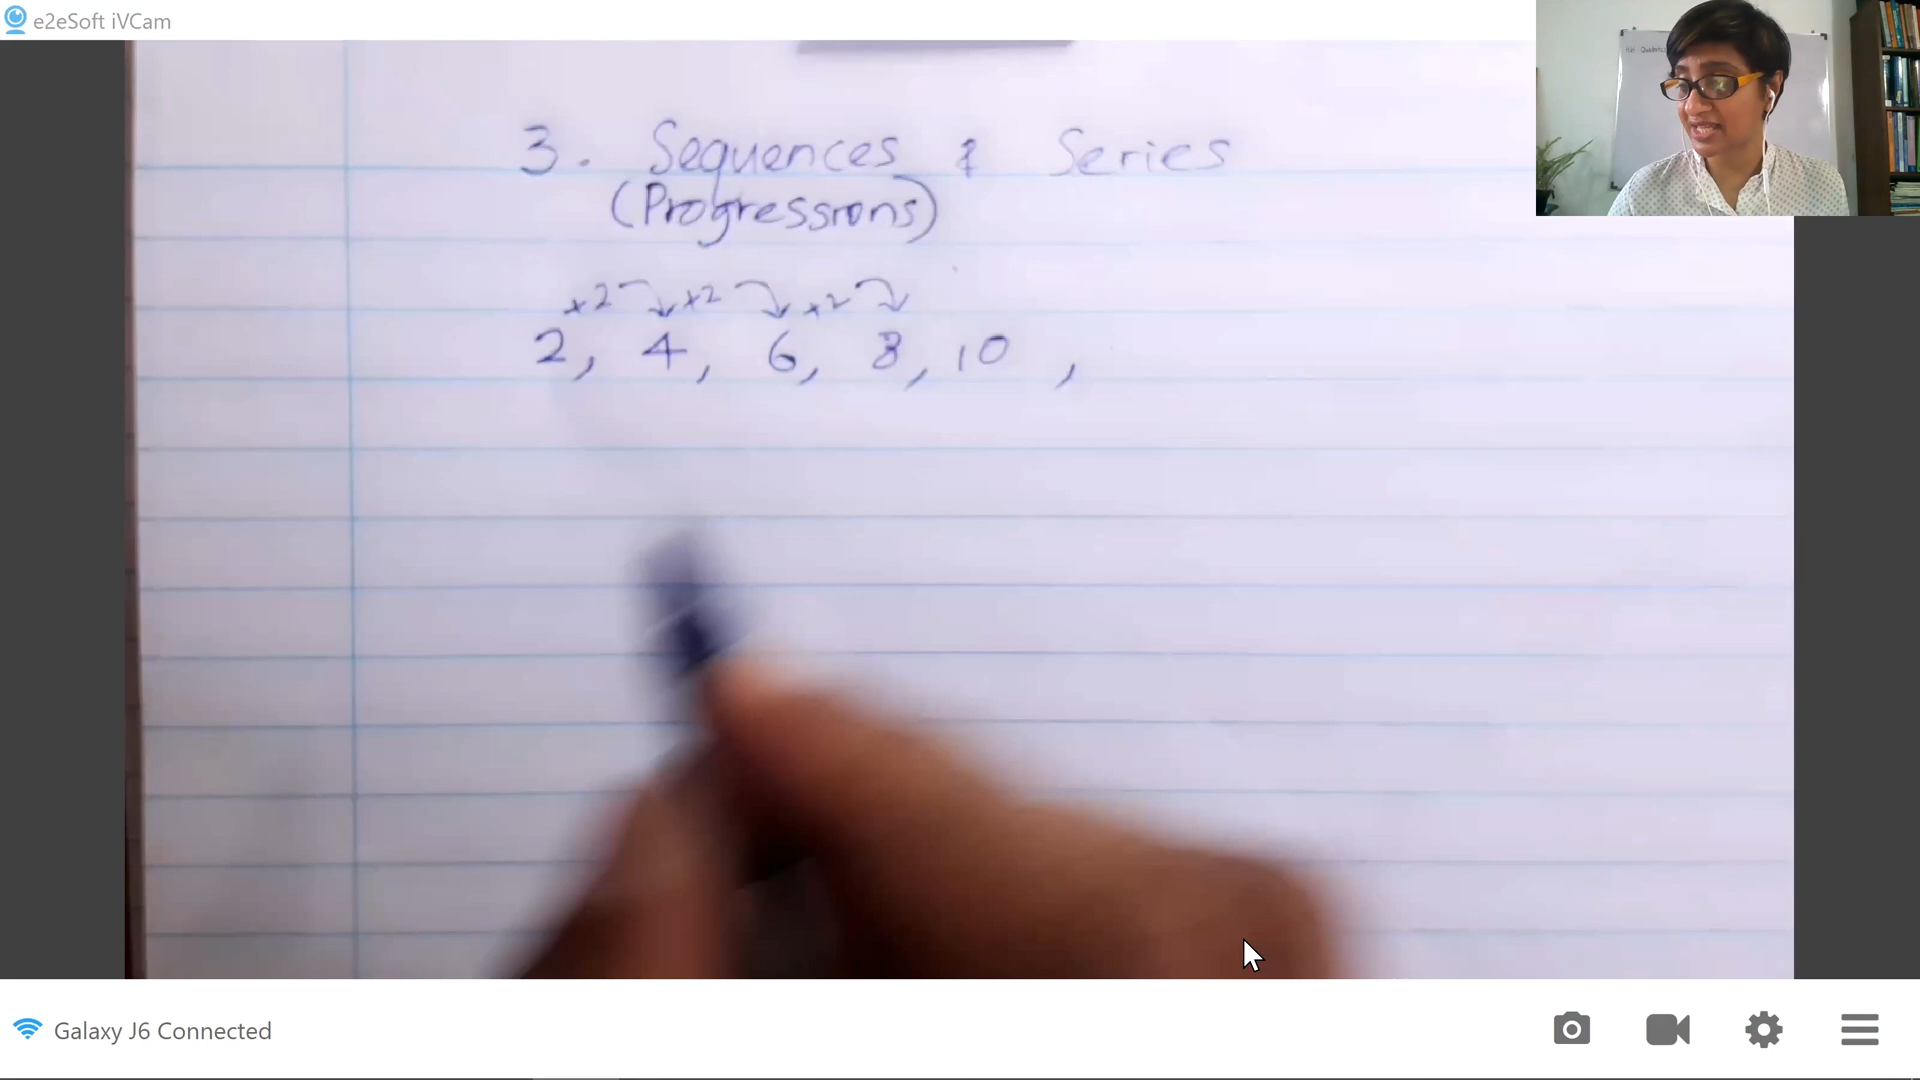 e2eSoft iVCam
3. Sequences & Series
(Progressions)
+2 +2 +2
2, 4, 6, 8, 10 ,
Galaxy J6 Connected